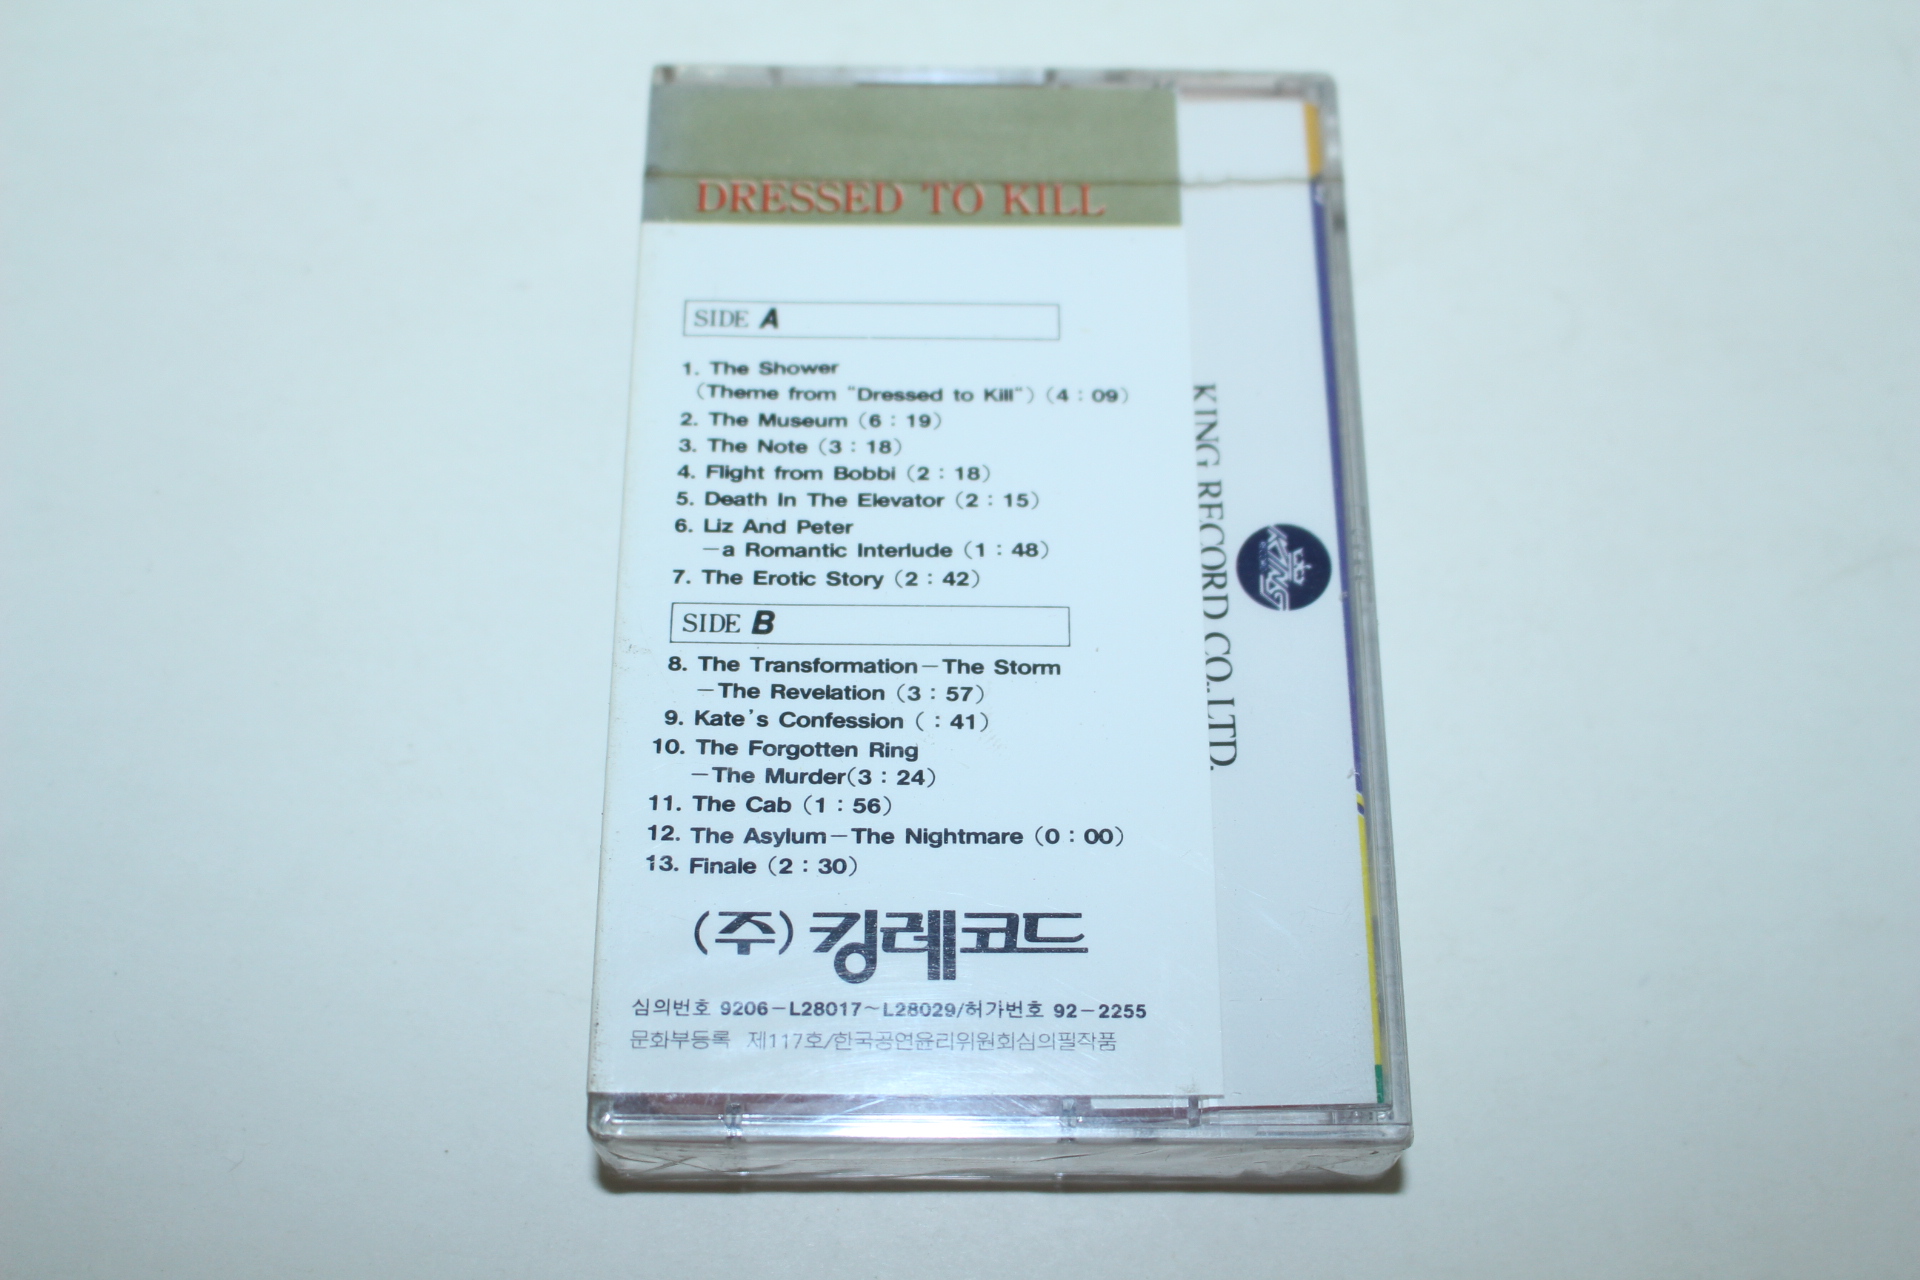 DRESSED TO KILL
SIDE A
1. The Shower
(Theme from "Dressed to Kill") (4 : 09)
2. The Museum (6 : 19)
3. The Note (3 : 18)
4. Flight from Bobbi (2 : 18)
5. Death In The Elevator (2 : 15)
6. Liz And Peter
—a Romantic Interlude (1 : 48)
7. The Erotic Story (2 : 42)
SIDE B
8. The Transformation—The Storm
—The Revelation (3 : 57)
9. Kate's Confession ( : 41)
10. The Forgotten Ring
—The Murder(3 : 24)
11. The Cab (1 : 56)
12. The Asylum—The Nightmare (0 : 00)
13. Finale (2 : 30)
(주) 킹레코드
심의번호 9206-L28017~L28029/허가번호 92-2255
문화부등록 제117호/한국공연윤리위원회심의필작품
KING RECORD CO., LTD.
KING